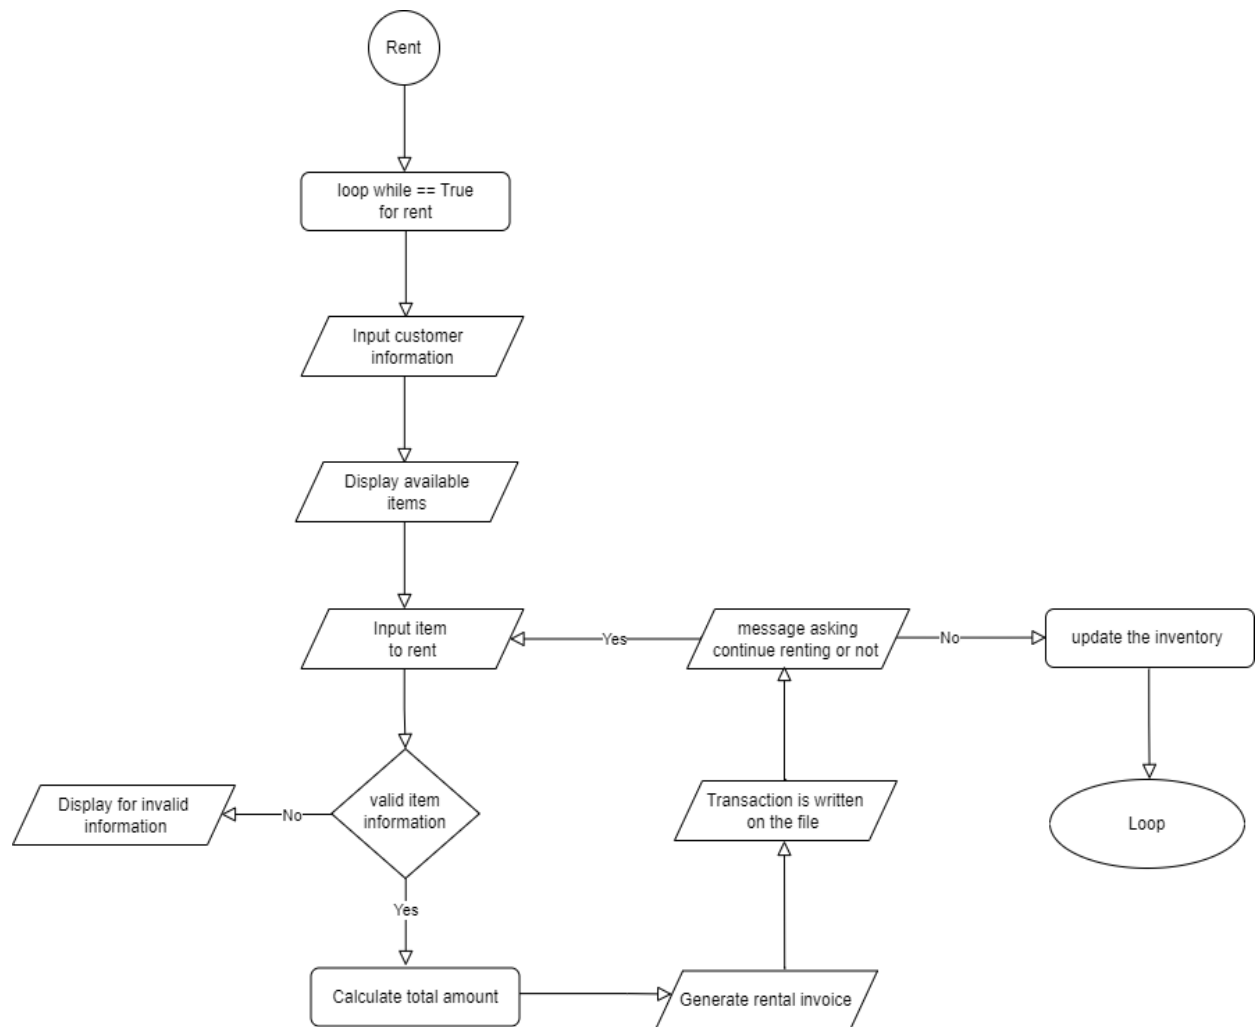 Rent
loop while == True
for rent
Input customer
information
Display available
items
Input item
to rent
Yes
message asking
continue renting or not
No
update the inventory
Display for invalid
information
No
valid item
information
Transaction is written
on the file
Loop
Yes
Calculate total amount
Generate rental invoice